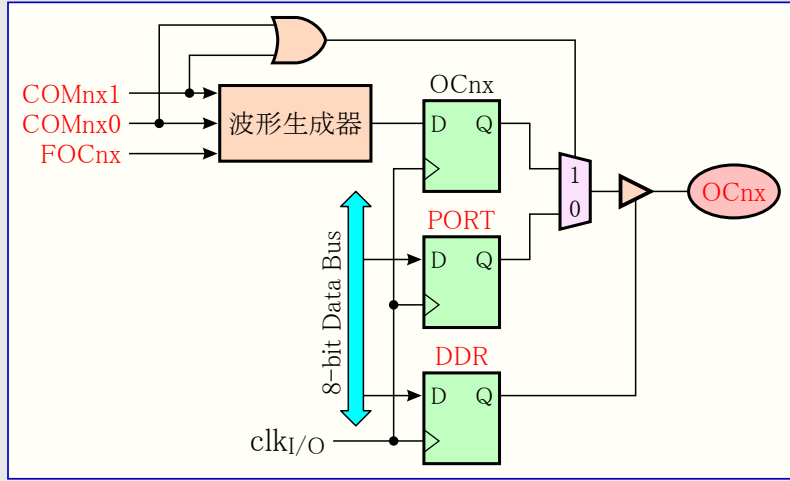 COMnx1
COMnx0
FOCnx
波形生成器
OCnx
D Q
1
0
OCnx
PORT
D Q
8-bit Data Bus
DDR
D Q
clkI/O